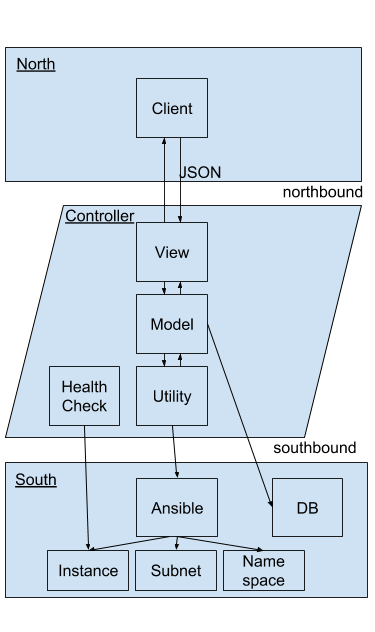 North
Client
JSON
northbound
Controller
View
Model
Health
Check
Utility
southbound
South
Ansible
DB
Instance
Subnet
Name
space